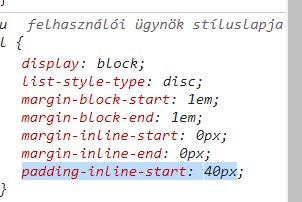 }
u felhasználói ügynök stíluslapja
l {
display: block;
list-style-type: disc;
margin-block-start: 1em;
margin-block-end: 1em;
margin-inline-start: 0px;
margin-inline-end: 0px;
padding-inline-start: 40px;
}